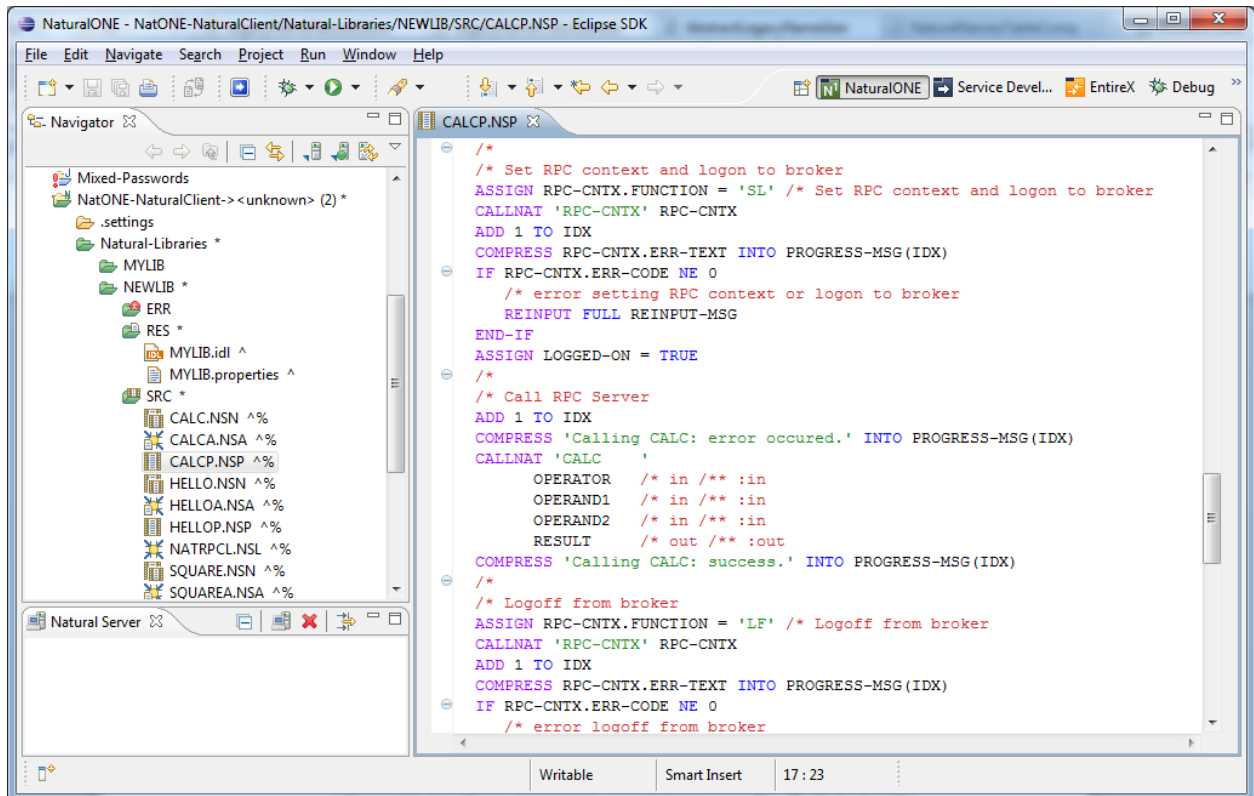 NaturalONE - NatONE-NaturalClient/Natural-Libraries/NEWLIB/SRC/CALCP.NSP - Eclipse SDK
File Edit Navigate Search Project Run Window Help
NaturalONE Service Devel... EntireX Debug »
Navigator
Mixed-Passwords
NatONE-NaturalClient-><unknown> (2) *
.settings
Natural-Libraries *
MYLIB
NEWLIB *
ERR
RES *
MYLIB.idl ^
MYLIB.properties ^
SRC *
CALC.NSN ^%
CALCA.NSA ^%
CALCP.NSP ^%
HELLO.NSN ^%
HELLOA.NSA ^%
HELLOP.NSP ^%
NATRPCL.NSL ^%
SQUARE.NSN ^%
SQUAREA.NSA ^%
Natural Server
CALCP.NSP
/*
/* Set RPC context and logon to broker
ASSIGN RPC-CNTX.FUNCTION = 'SL' /* Set RPC context and logon to broker
CALLNAT 'RPC-CNTX' RPC-CNTX
ADD 1 TO IDX
COMPRESS RPC-CNTX.ERR-TEXT INTO PROGRESS-MSG(IDX)
IF RPC-CNTX.ERR-CODE NE 0
/* error setting RPC context or logon to broker
REINPUT FULL REINPUT-MSG
END-IF
ASSIGN LOGGED-ON = TRUE
/*
/* Call RPC Server
ADD 1 TO IDX
COMPRESS 'Calling CALC: error occured.' INTO PROGRESS-MSG(IDX)
CALLNAT 'CALC    '
OPERATOR   /* in /** :in
OPERAND1   /* in /** :in
OPERAND2   /* in /** :in
RESULT     /* out /** :out
COMPRESS 'Calling CALC: success.' INTO PROGRESS-MSG(IDX)
/*
/* Logoff from broker
ASSIGN RPC-CNTX.FUNCTION = 'LF' /* Logoff from broker
CALLNAT 'RPC-CNTX' RPC-CNTX
ADD 1 TO IDX
COMPRESS RPC-CNTX.ERR-TEXT INTO PROGRESS-MSG(IDX)
IF RPC-CNTX.ERR-CODE NE 0
/* error logoff from broker
Writable Smart Insert 17 : 23